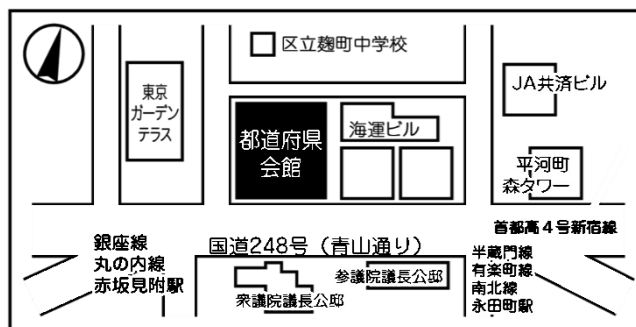 区立麹町中学校
東京
ガーデン
テラス
JA共済ビル
海運ビル
都道府県
会館
平河町
森タワー
首都高4号新宿線
銀座線
丸の内線
赤坂見附駅
国道248号（青山通り）
半蔵門線
有楽町線
南北線
永田町駅
参議院議長公邸
衆議院議長公邸